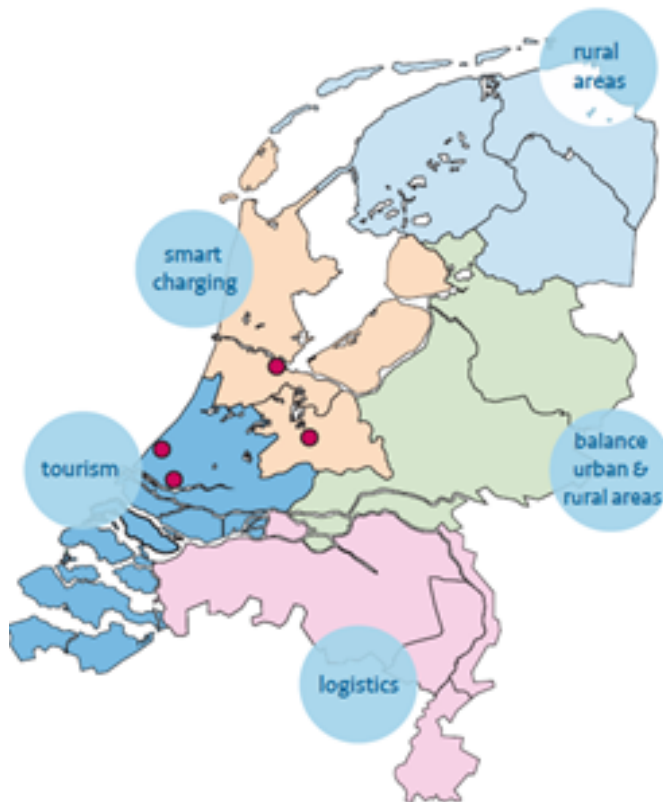 rural
areas
smart
charging
tourism
balance
urban &
rural areas
logistics